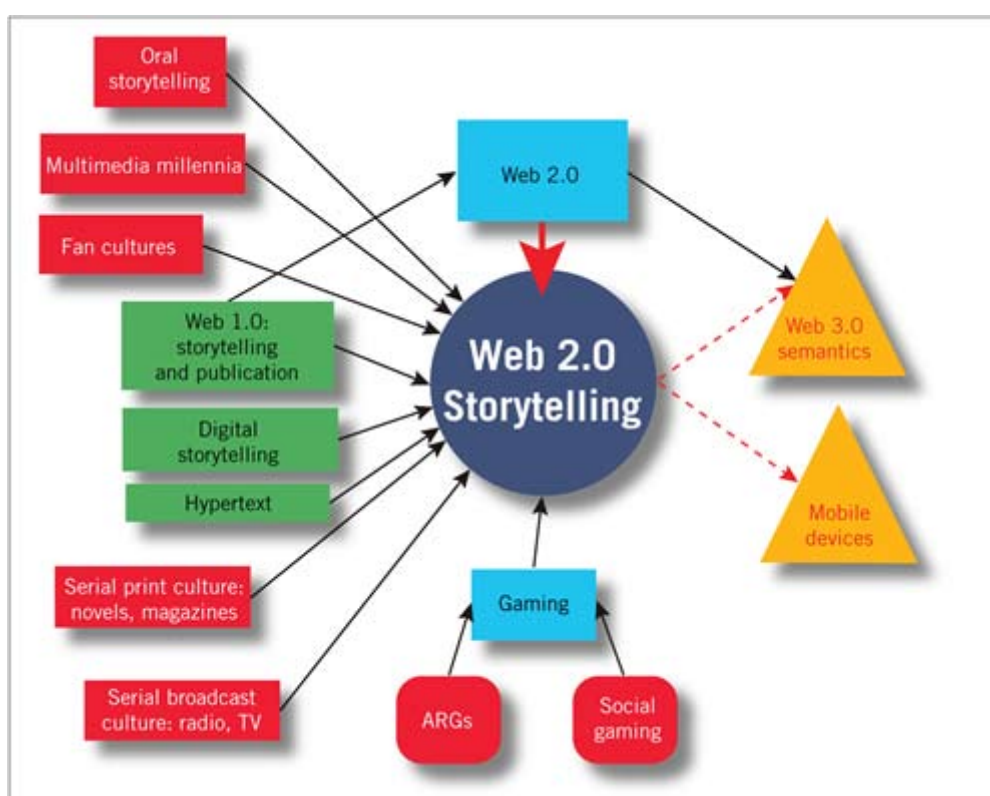 Oral
storytelling
Multimedia millennia
Fan cultures
Web 1.0:
storytelling
and publication
Digital
storytelling
Hypertext
Serial print culture:
novels, magazines
Serial broadcast
culture: radio, TV
Web 2.0
Web 2.0
Storytelling
Gaming
ARGs
Social
gaming
Web 3.0
semantics
Mobile
devices